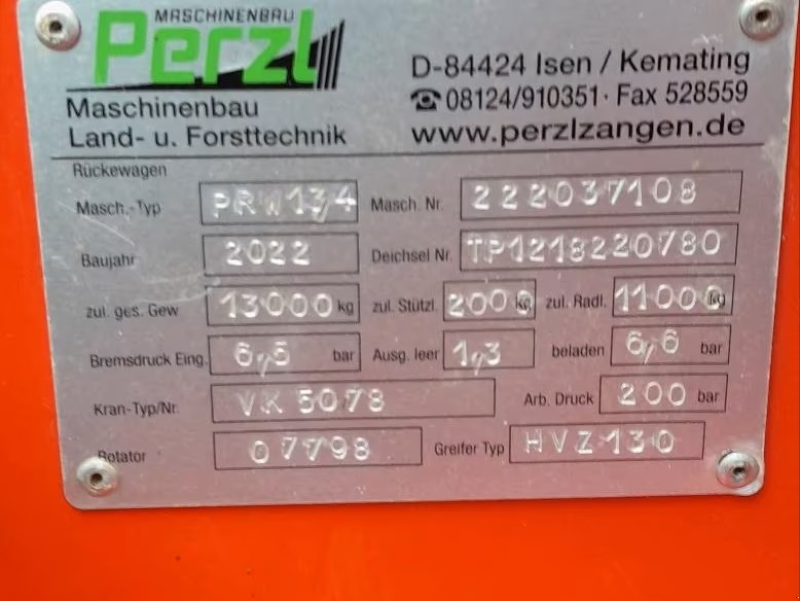 MASCHINENBAU
Perzl
Maschinenbau
Land- u. Forsttechnik
D-84424 Isen / Kemating
☎ 08124/910351 · Fax 528559
www.perzlzangen.de
Rückewagen
Masch.-Typ PRW13/4 Masch. Nr. 222037108
Baujahr 2022 Deichsel Nr. TP1218220780
zul. ges. Gew 13000 kg zul. Stützl. 2000 kg zul. Radl. 11000 kg
Bremsdruck Eing. 6,5 bar Ausg. leer 1,3 beladen 6,6 bar
Kran-Typ/Nr. VK 5078 Arb. Druck 200 bar
Rotator 07798 Greifer Typ HVZ130